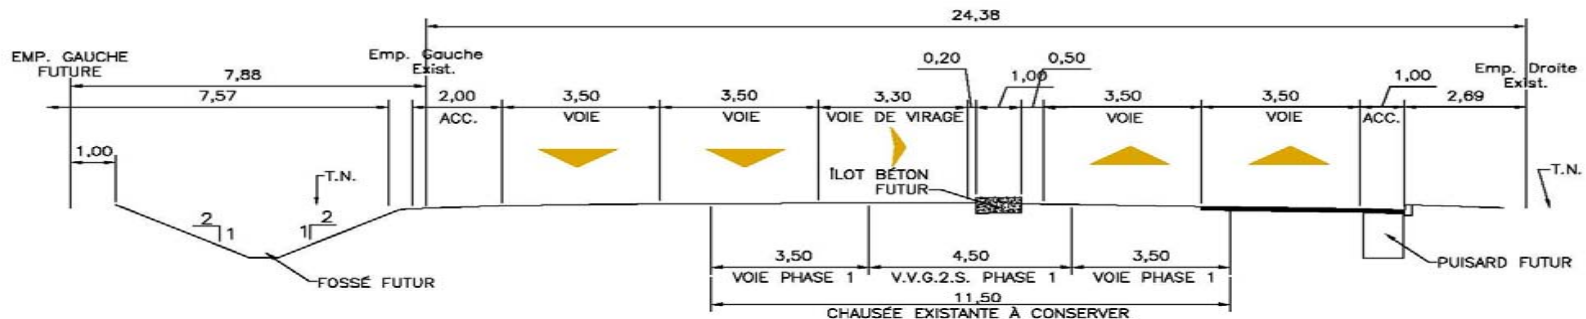 24,38
EMP. GAUCHE
FUTURE
Emp. Gauche
Exist.
7,88
0,20
1,00
0,50
1,00
Emp. Droite
Exist.
7,57
2,00
3,50
3,50
3,30
3,50
3,50
2,69
ACC.
VOIE
VOIE
VOIE DE VIRAGE
VOIE
VOIE
ACC.
1,00
T.N.
ÎLOT BÉTON
FUTUR
T.N.
2
1
2
1
3,50
4,50
3,50
VOIE PHASE 1
V.V.G.2.S. PHASE 1
VOIE PHASE 1
PUISARD FUTUR
FOSSÉ FUTUR
11,50
CHAUSÉE EXISTANTE À CONSERVER